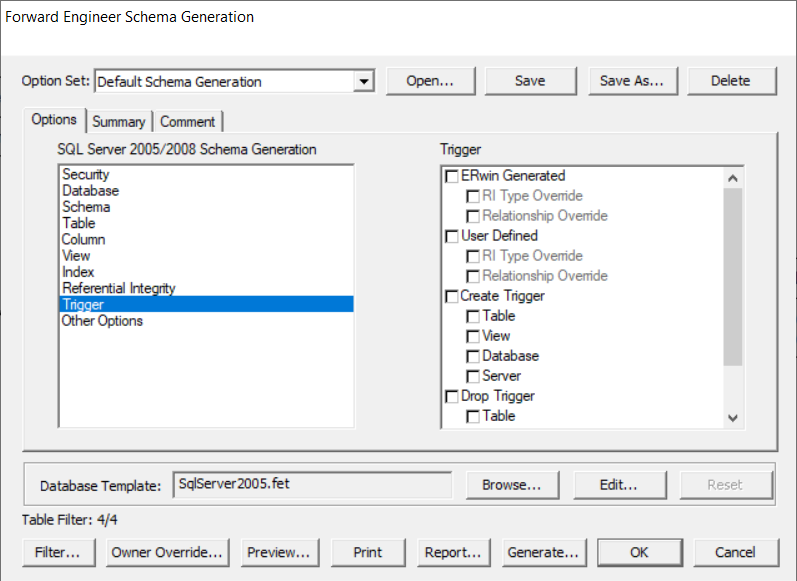 Forward Engineer Schema Generation
Option Set: Default Schema Generation Open... Save Save As... Delete
Options Summary Comment
SQL Server 2005/2008 Schema Generation
Security
Database
Schema
Table
Column
View
Index
Referential Integrity
Trigger
Other Options
Trigger
ERwin Generated
RI Type Override
Relationship Override
User Defined
RI Type Override
Relationship Override
Create Trigger
Table
View
Database
Server
Drop Trigger
Table
Database Template: SqlServer2005.fet Browse... Edit... Reset
Table Filter: 4/4
Filter... Owner Override... Preview... Print Report... Generate... OK Cancel